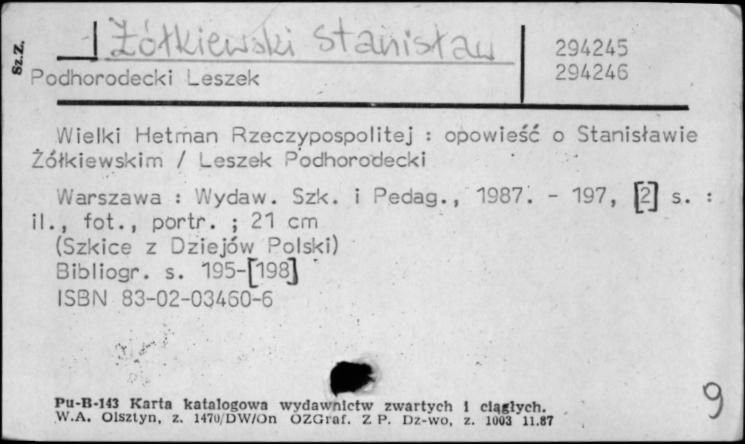 Żółkiewski Stanisław
294245
294246
Sz.Z.
Podhorodecki Leszek
Wielki Hetman Rzeczypospolitej : opowieść o Stanisławie
Żółkiewskim / Leszek Podhorodecki
Warszawa : Wydaw. Szk. i Pedag., 1987. - 197, [2] s. :
il., fot., portr. ; 21 cm
(Szkice z Dziejów Polski)
Bibliogr. s. 195-[198]
ISBN 83-02-03460-6
9
Pu-B-143 Karta katalogowa wydawnictw zwartych i ciągłych.
W.A. Olsztyn, z. 1470/DW/On OZGraf. Z P. Dz-wo, z. 1003 11.87